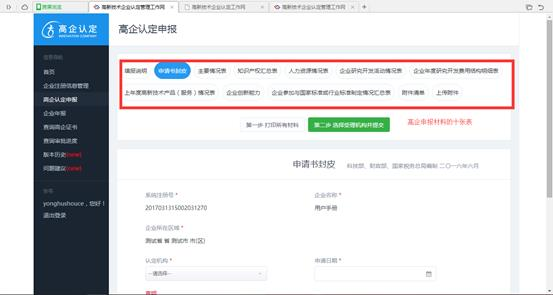 高新技术企业认定管理工作网
高新技术企业认定工作网
高新技术企业认定管理工作网
高企认定
INNOVATION COMPANY
高企认定申报
首页
企业注册信息管理
高企认定申报
企业年报
查询高企证书
查询审批进度
版本历史(new)
问题建议(new)
yonghushouce，您好！
退出登录
填报说明
申请书封皮
主要情况表
知识产权汇总表
人力资源情况表
企业研究开发活动情况表
企业年度研究开发费用结构明细表
上年度高新技术产品（服务）情况表
企业创新能力
企业参与国家标准或行业标准制定情况汇总表
附件清单
上传附件
第一步 打印所有材料
第二步 选择受理机构并提交
高企申报材料的十张表
申请书封皮
科技部、财政部、国家税务总局编制 二〇一六年六月
系统注册号 *
企业名称 *
2017031315002031270
用户手册
企业所在区域 *
测试省 省 测试市 市(区)
认定机构 *
申请日期 *
--请选择--